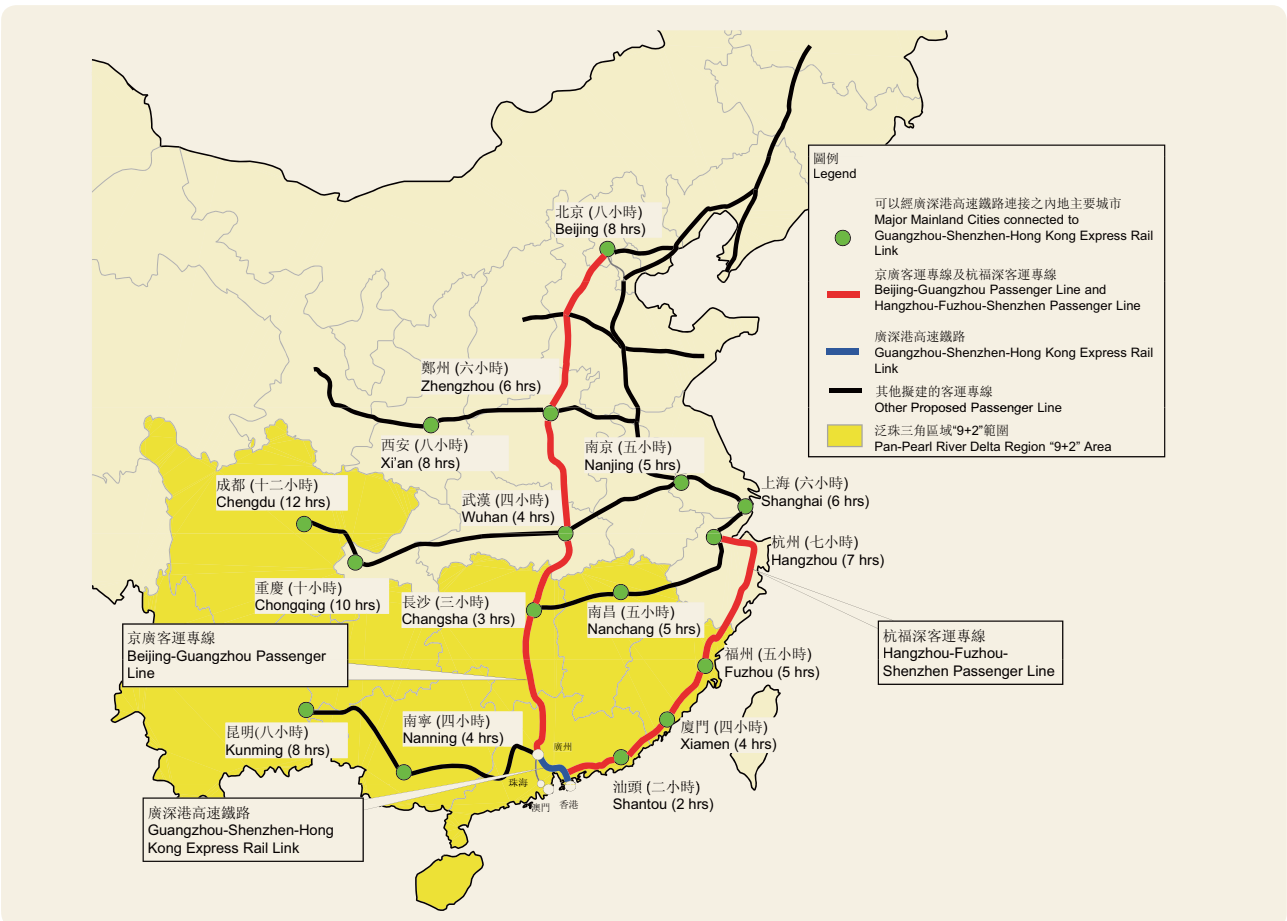 圖例
Legend
可以經廣深港高速鐵路連接之內地主要城市
Major Mainland Cities connected to
Guangzhou-Shenzhen-Hong Kong Express Rail
Link
京廣客運專線及杭福深客運專線
Beijing-Guangzhou Passenger Line and
Hangzhou-Fuzhou-Shenzhen Passenger Line
廣深港高速鐵路
Guangzhou-Shenzhen-Hong Kong Express Rail
Link
其他擬建的客運專線
Other Proposed Passenger Line
泛珠三角區域“9+2”範圍
Pan-Pearl River Delta Region “9+2” Area
北京 (八小時)
Beijing (8 hrs)
鄭州 (六小時)
Zhengzhou (6 hrs)
西安 (八小時)
Xi'an (8 hrs)
南京 (五小時)
Nanjing (5 hrs)
成都 (十二小時)
Chengdu (12 hrs)
武漢 (四小時)
Wuhan (4 hrs)
上海 (六小時)
Shanghai (6 hrs)
杭州 (七小時)
Hangzhou (7 hrs)
重慶 (十小時)
Chongqing (10 hrs)
長沙 (三小時)
Changsha (3 hrs)
南昌 (五小時)
Nanchang (5 hrs)
京廣客運專線
Beijing-Guangzhou Passenger
Line
杭福深客運專線
Hangzhou-Fuzhou-
Shenzhen Passenger Line
福州 (五小時)
Fuzhou (5 hrs)
昆明(八小時)
Kunming (8 hrs)
南寧 (四小時)
Nanning (4 hrs)
廈門 (四小時)
Xiamen (4 hrs)
廣州
珠海
澳門
香港
汕頭 (二小時)
Shantou (2 hrs)
廣深港高速鐵路
Guangzhou-Shenzhen-Hong
Kong Express Rail Link